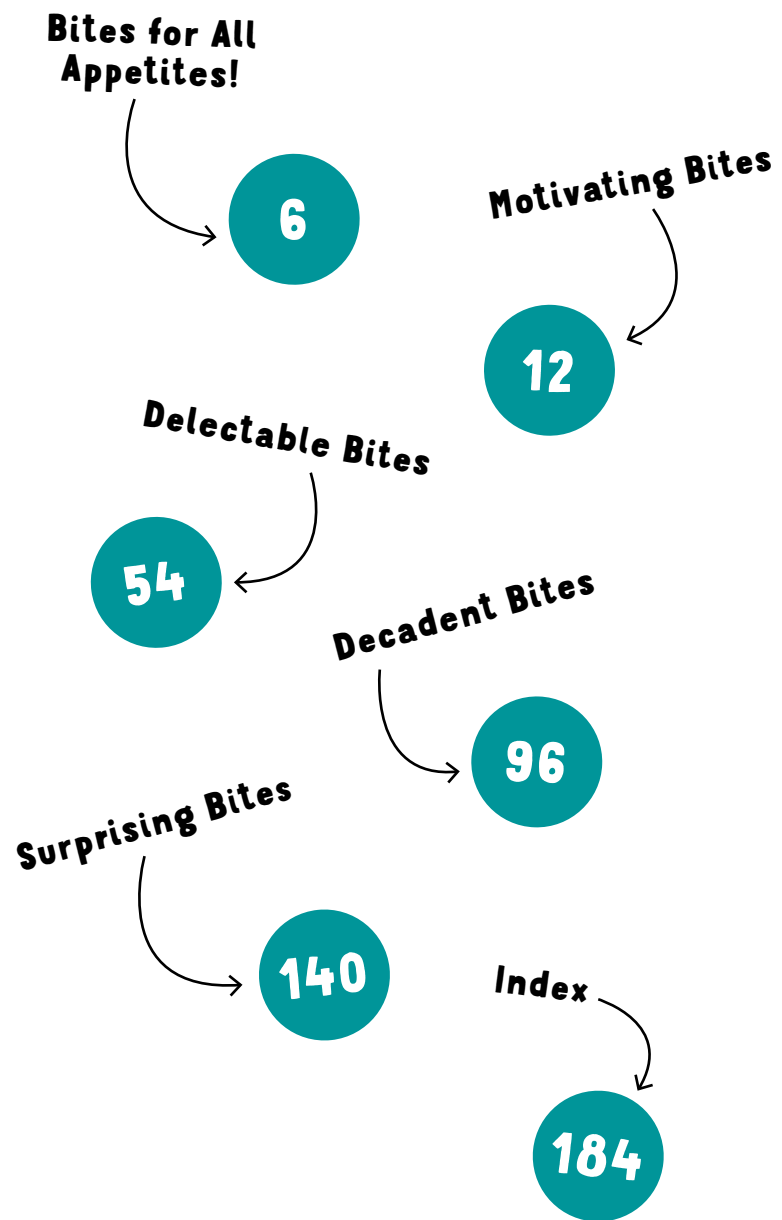 Bites for All
Appetites!
6
Motivating Bites
12
Delectable Bites
54
Decadent Bites
96
Surprising Bites
140
Index
184